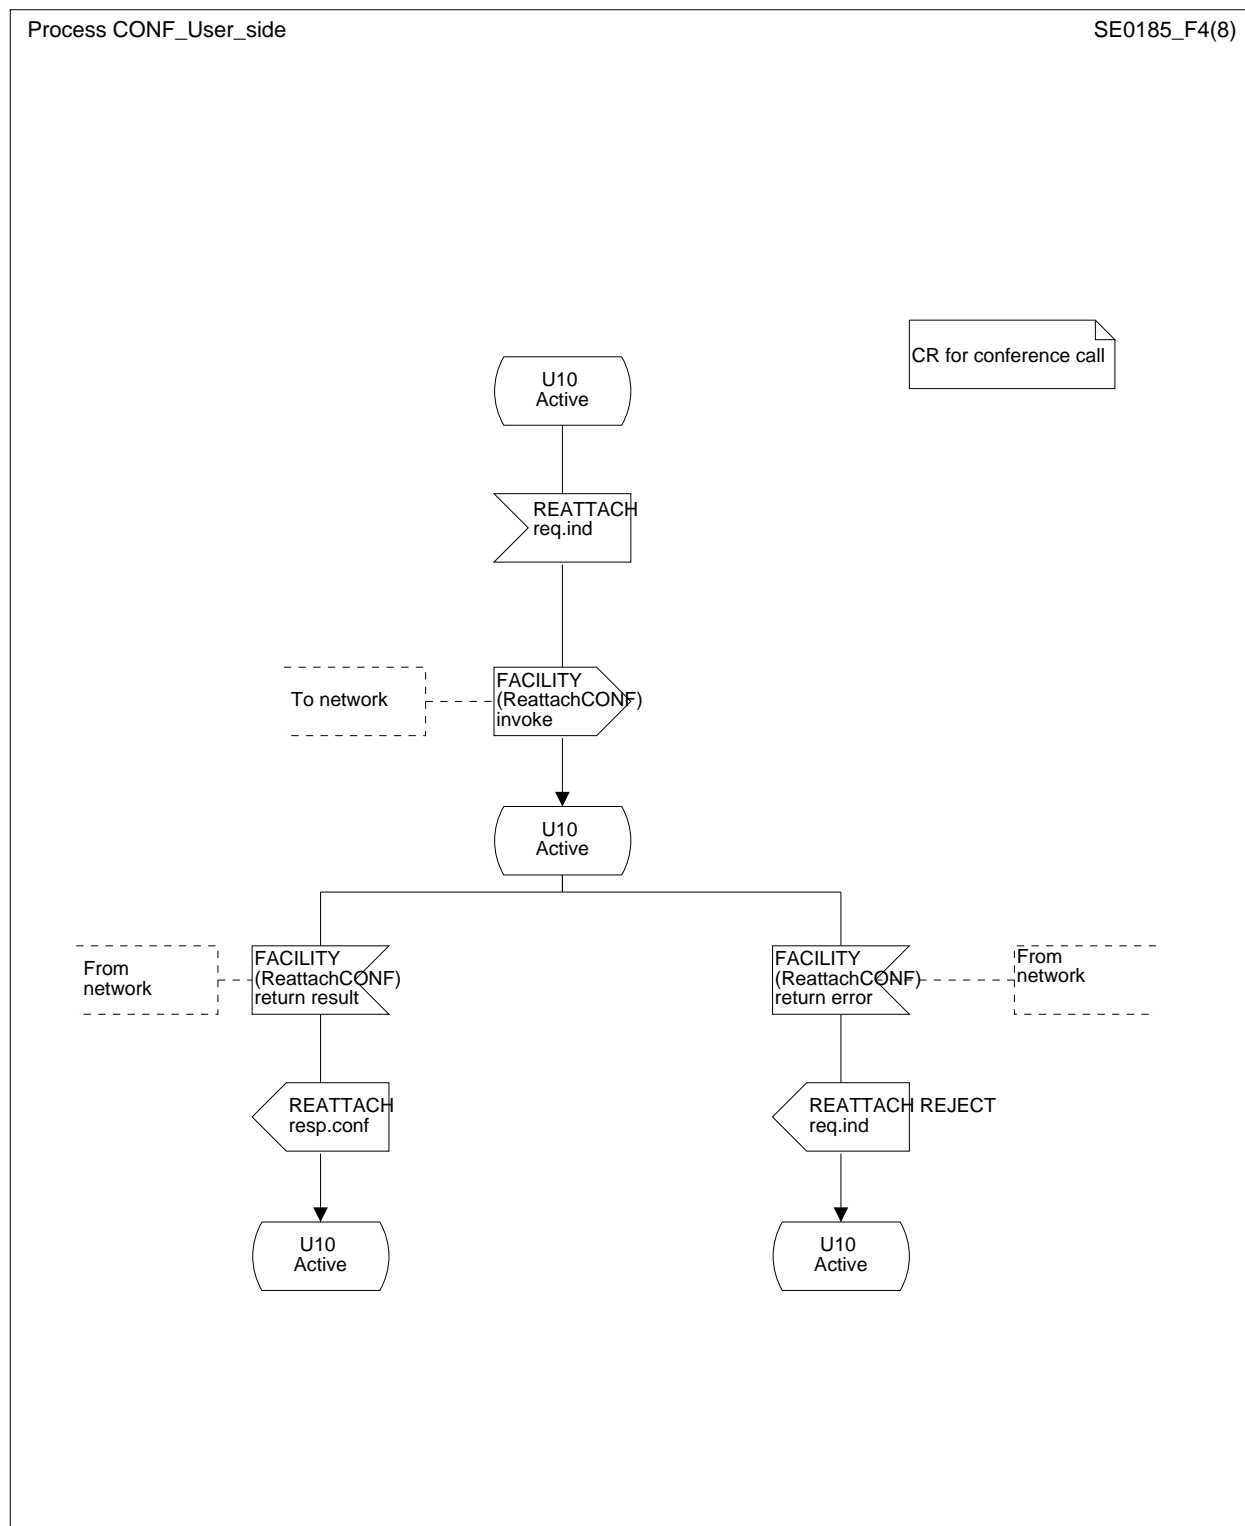 Process CONF_User_side
SE0185_F4(8)
CR for conference call
U10
Active
REATTACH
req.ind
To network
FACILITY
(ReattachCONF)
invoke
U10
Active
From
network
FACILITY
(ReattachCONF)
return result
FACILITY
(ReattachCONF)
return error
From
network
REATTACH
resp.conf
REATTACH REJECT
req.ind
U10
Active
U10
Active